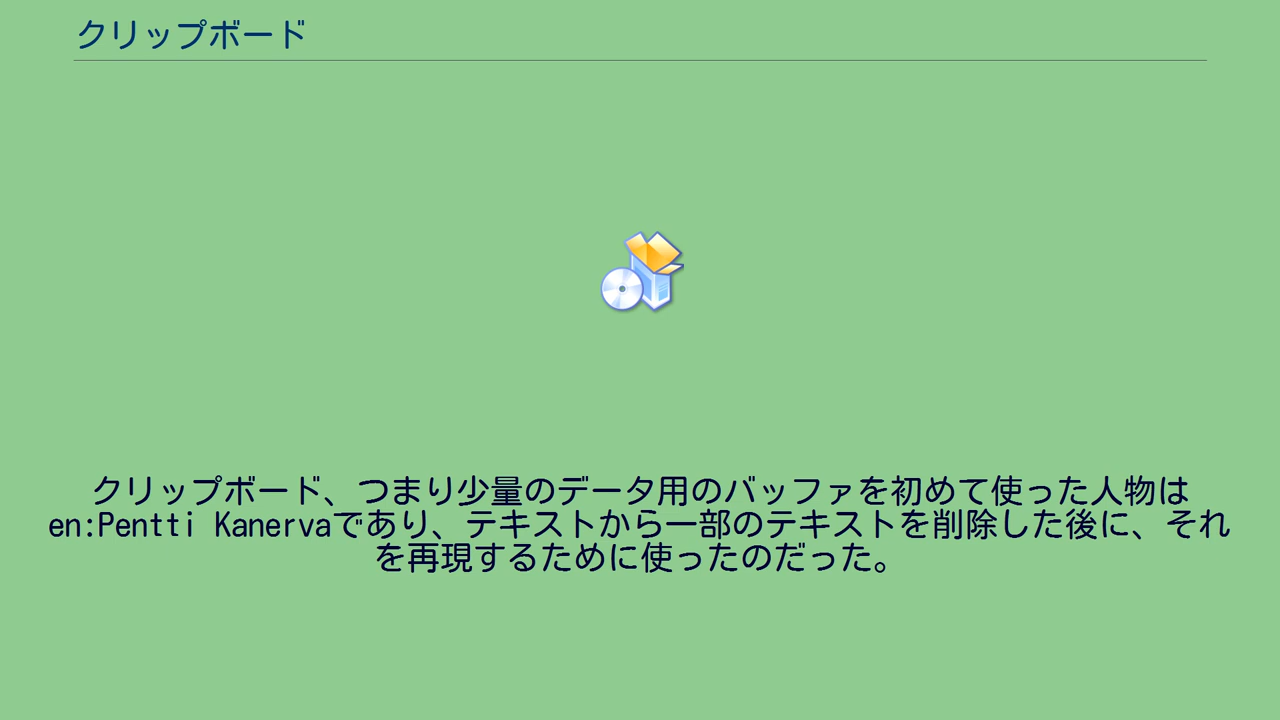 クリップボード
クリップボード、つまり少量のデータ用のバッファを初めて使った人物は
en:Pentti Kanervaであり、テキストから一部のテキストを削除した後に、それ
を再現するために使ったのだった。